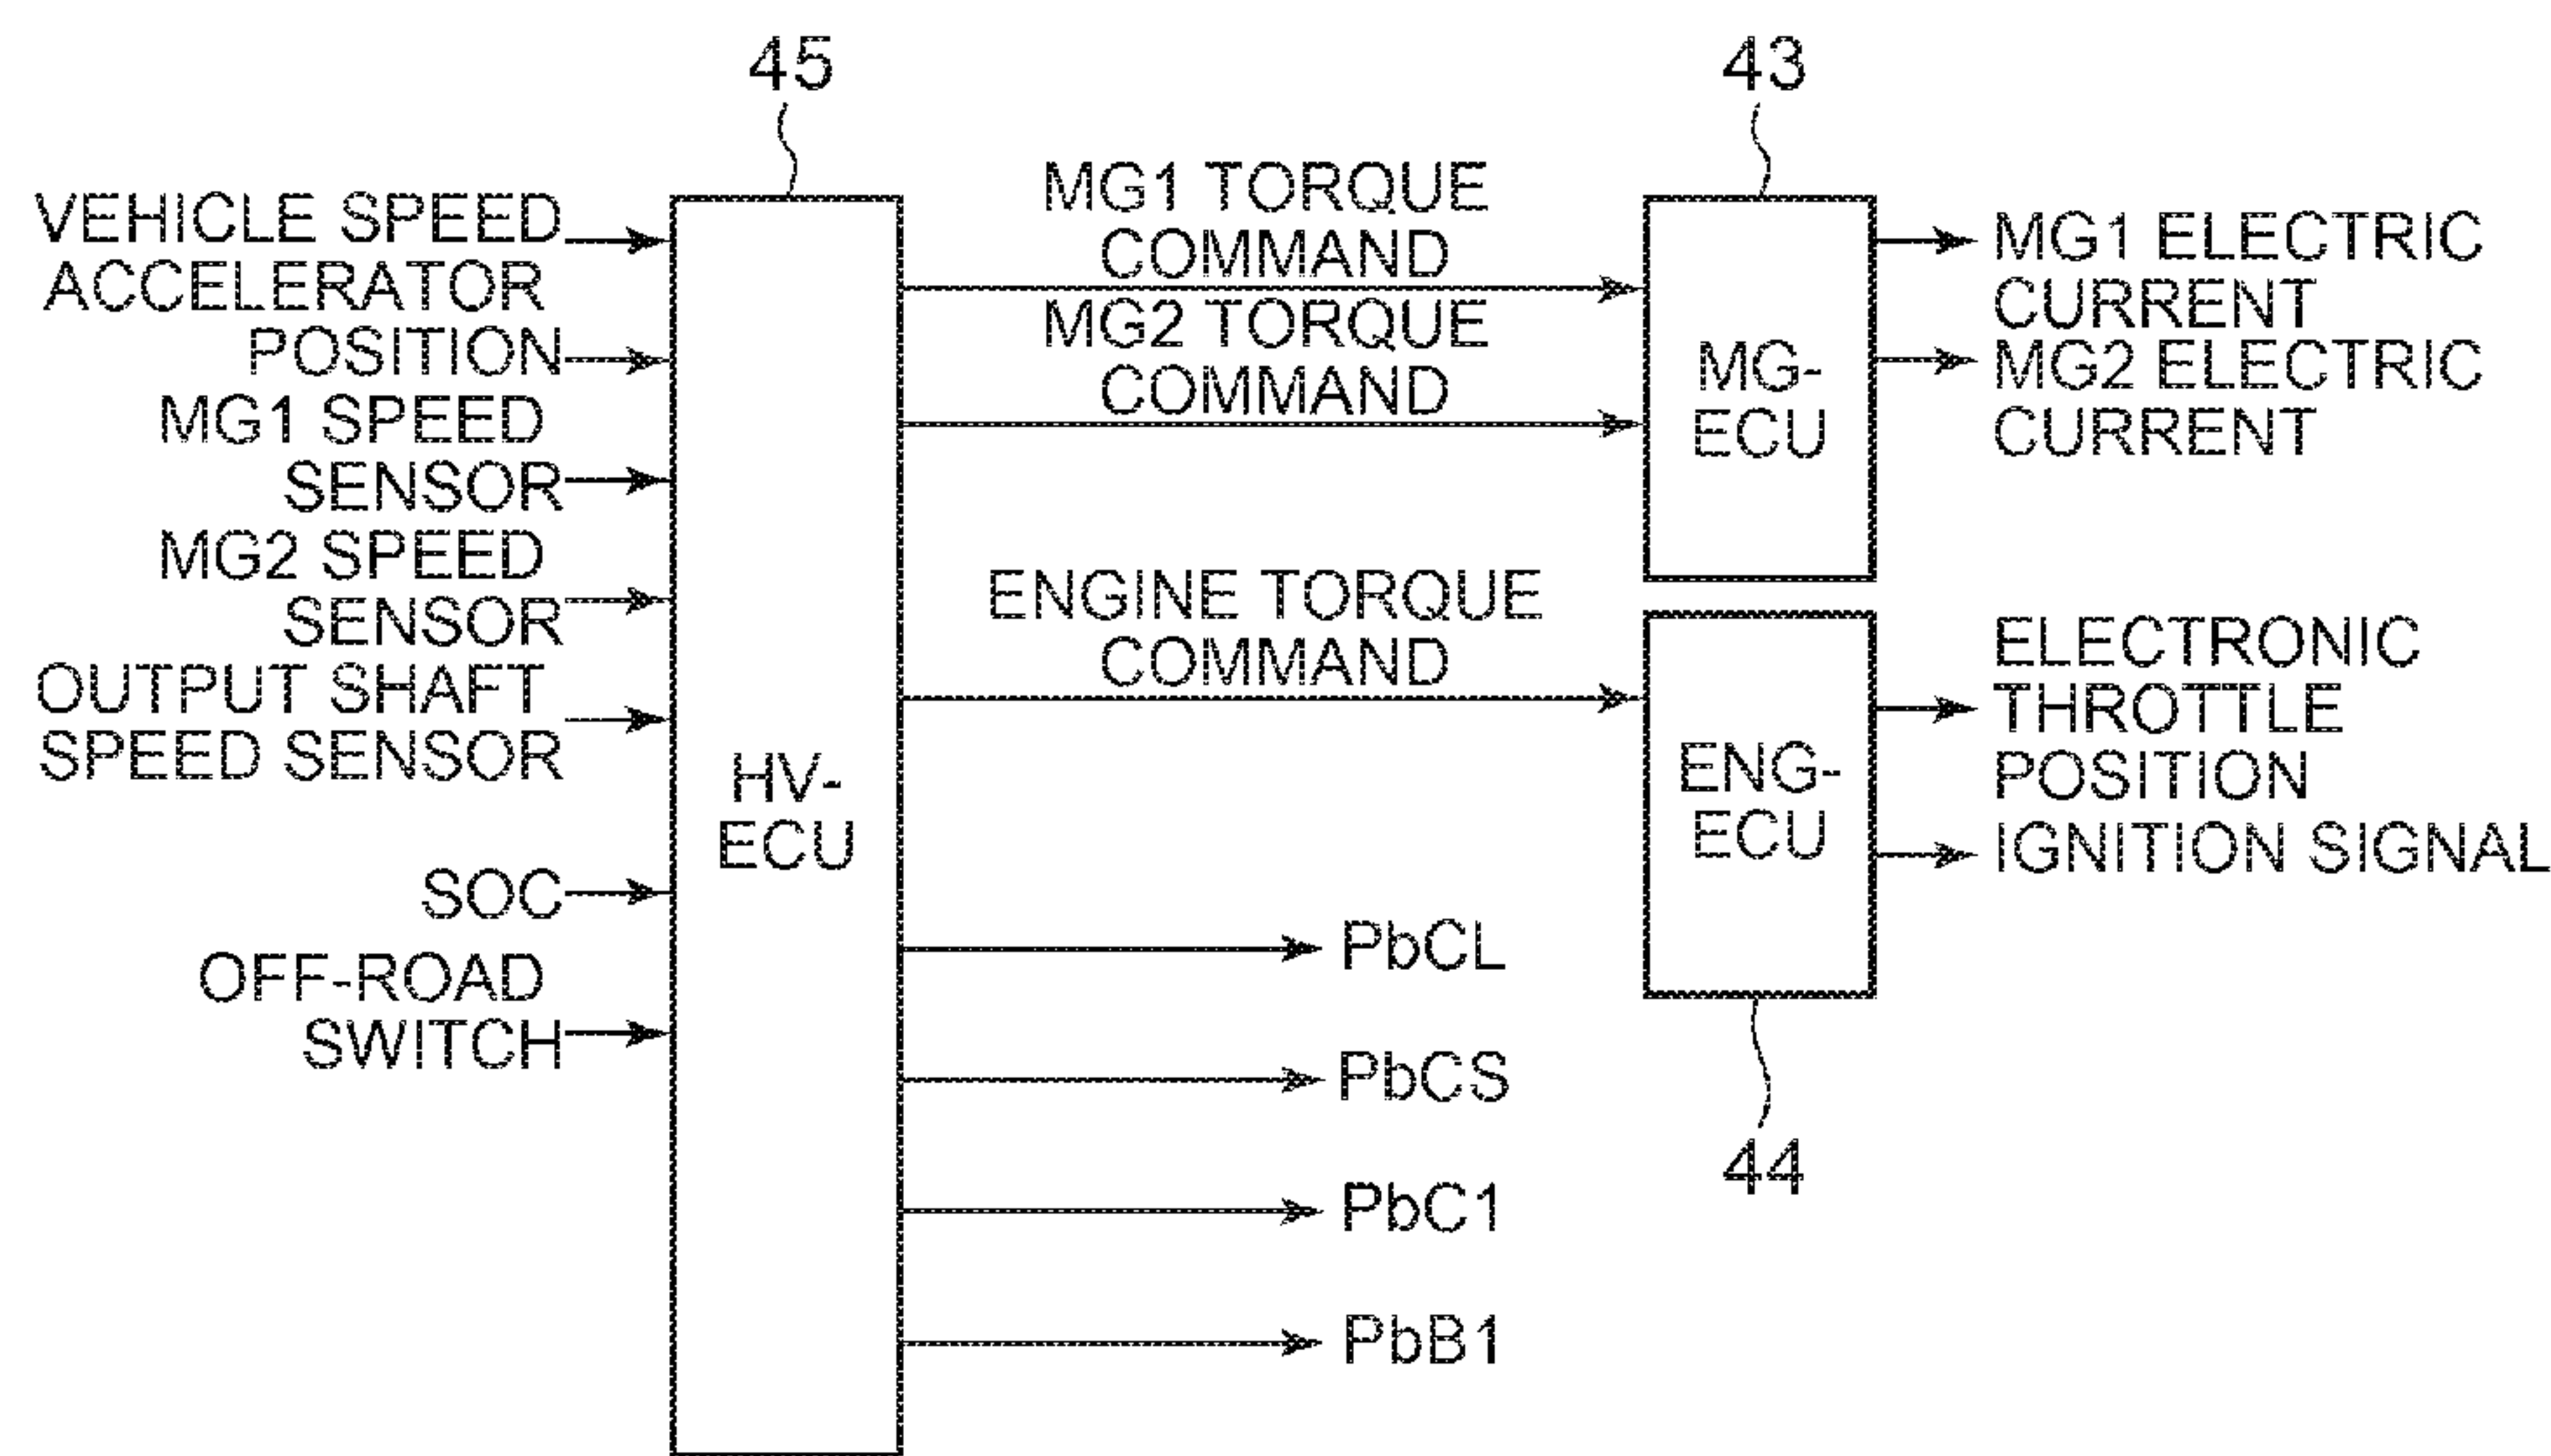 45
43
VEHICLE SPEED
ACCELERATOR
POSITION
MG1 SPEED
SENSOR
MG2 SPEED
SENSOR
OUTPUT SHAFT
SPEED SENSOR
SOC
OFF-ROAD
SWITCH
HV-
ECU
MG1 TORQUE
COMMAND
MG2 TORQUE
COMMAND
ENGINE TORQUE
COMMAND
PbCL
PbCS
PbC1
PbB1
MG-
ECU
ENG-
ECU
44
MG1 ELECTRIC
CURRENT
MG2 ELECTRIC
CURRENT
ELECTRONIC
THROTTLE
POSITION
IGNITION SIGNAL